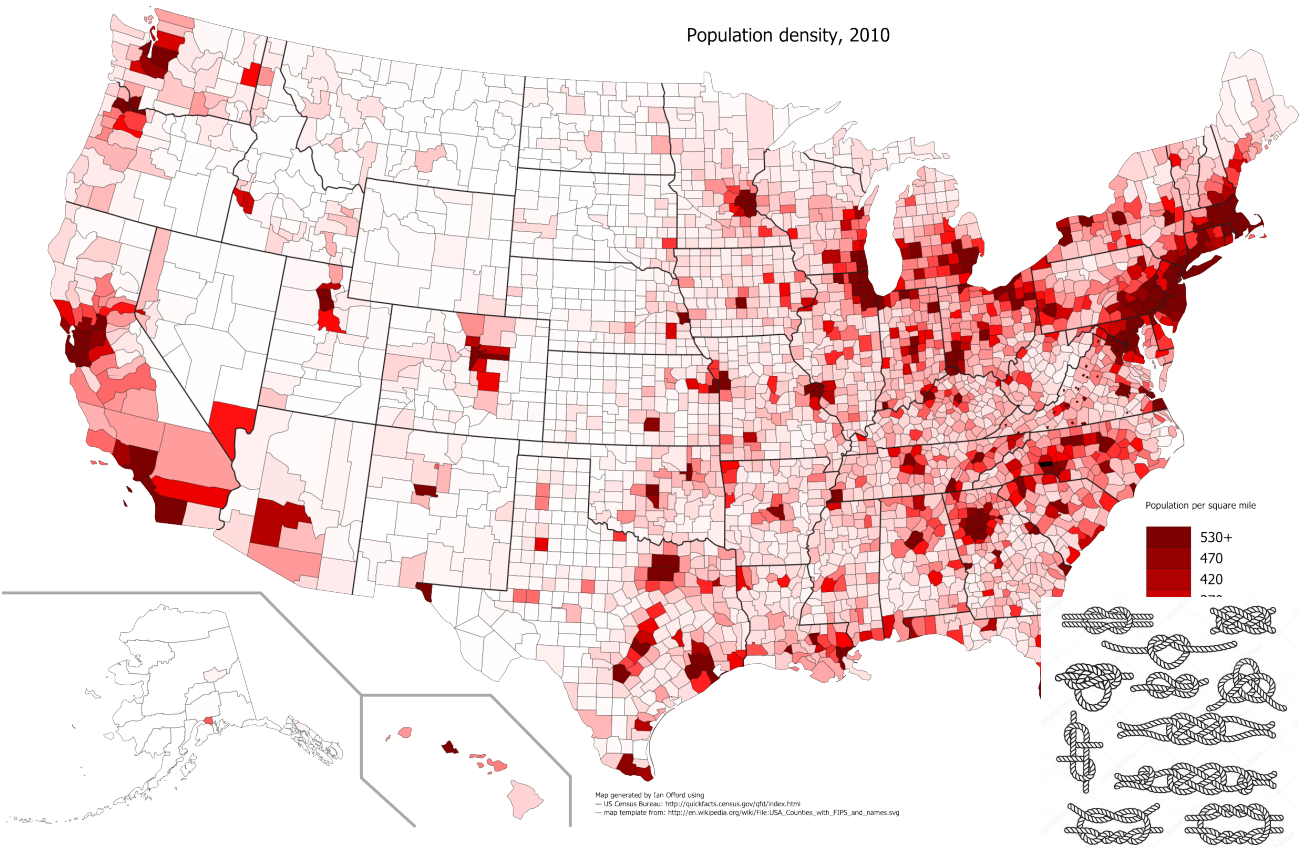 Population density, 2010
Population per square mile
530+
470
420
Map generated by Ian Offord using
— US Census Bureau: http://quickfacts.census.gov/qfd/index.html
— map template from: http://en.wikipedia.org/wiki/File:USA_Counties_with_FIPS_and_names.svg